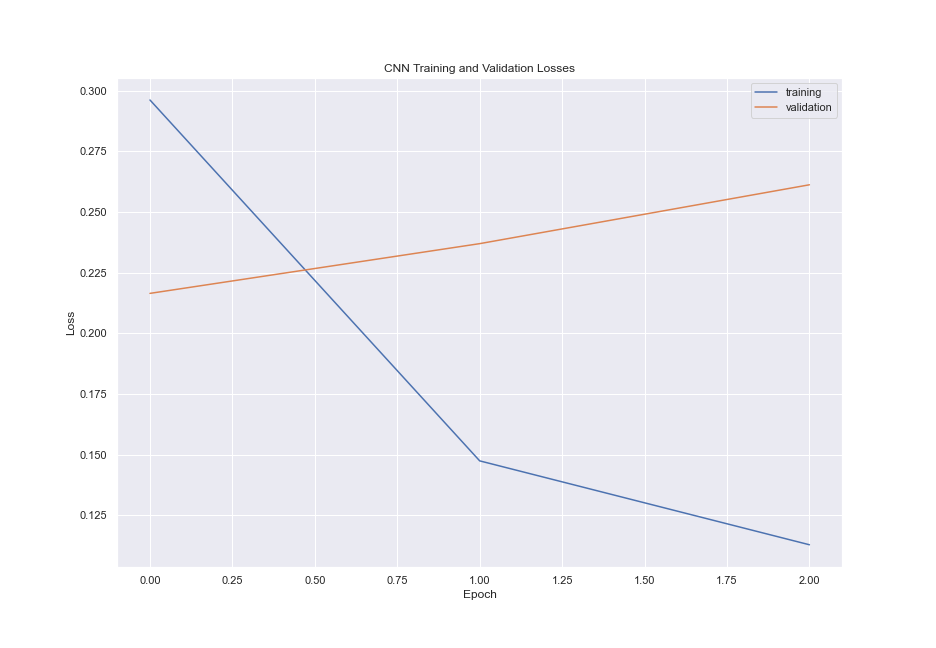 CNN Training and Validation Losses
training
validation
0.300
0.275
0.250
0.225
0.200
0.175
0.150
0.125
Loss
0.00 0.25 0.50 0.75 1.00 1.25 1.50 1.75 2.00
Epoch